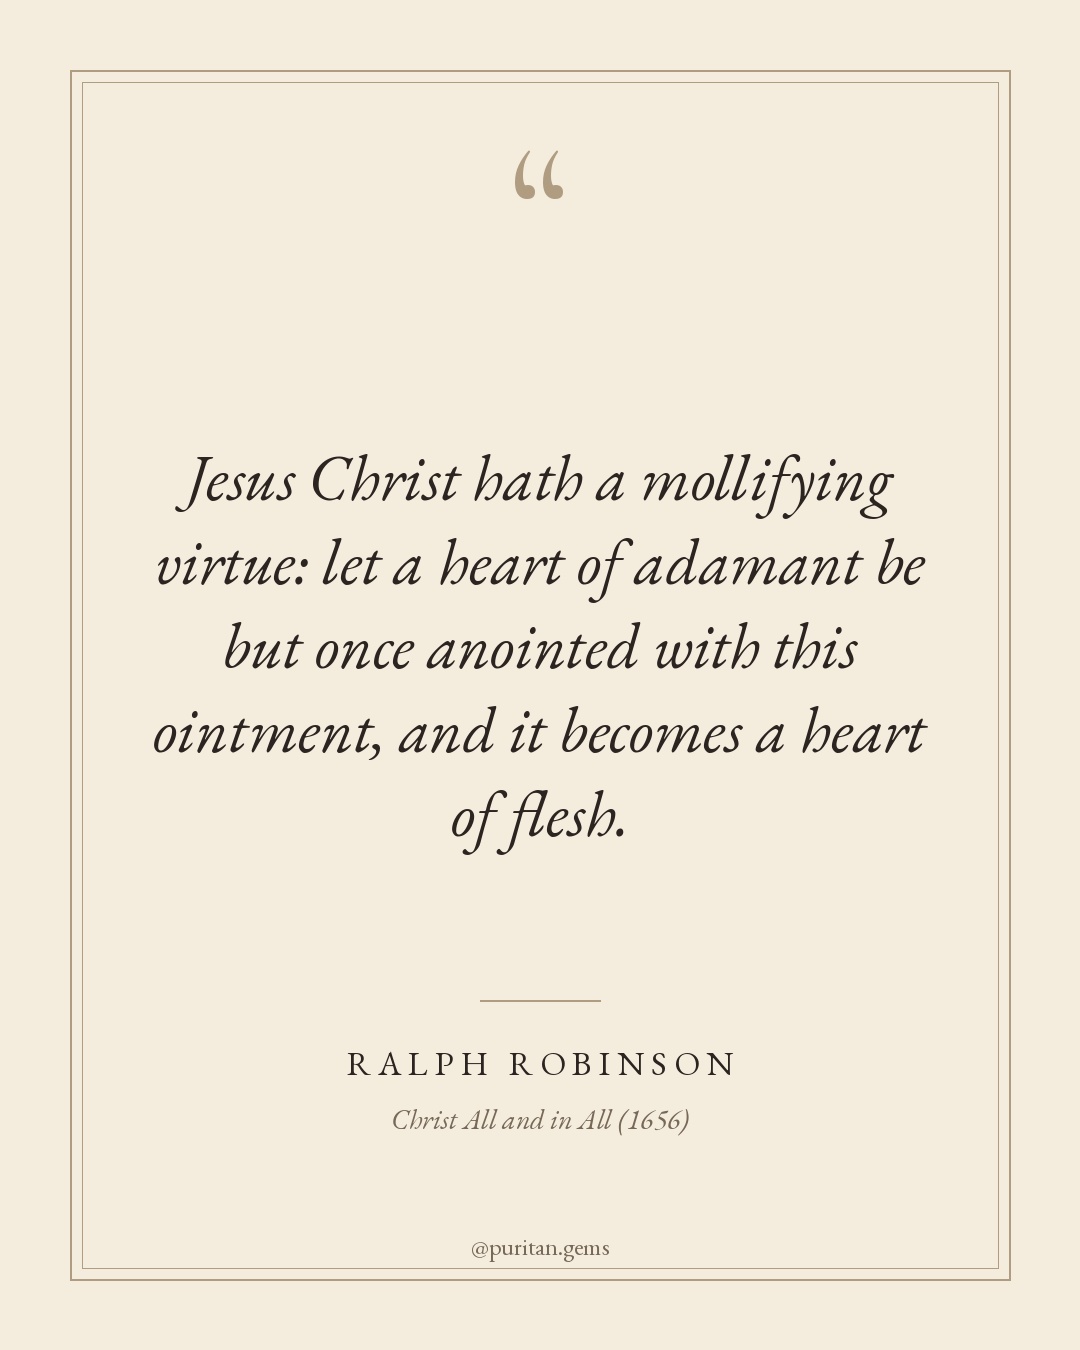 “
Jesus Christ hath a mollifying
virtue: let a heart of adamant be
but once anointed with this
ointment, and it becomes a heart
of flesh.
RALPH ROBINSON
Christ All and in All (1656)
@puritan.gems